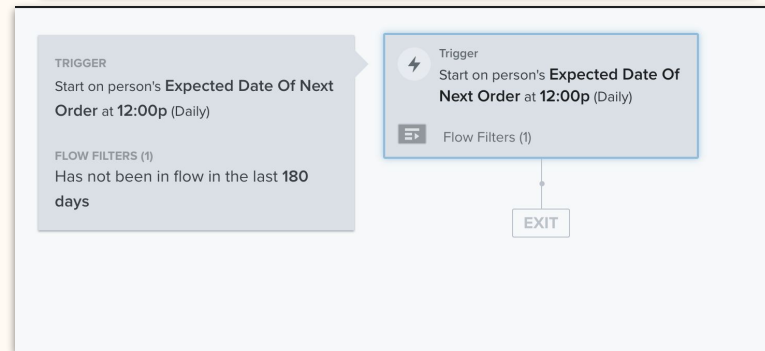 TRIGGER
Start on person's Expected Date Of Next
Order at 12:00p (Daily)
FLOW FILTERS (1)
Has not been in flow in the last 180
days
Trigger
Start on person's Expected Date Of
Next Order at 12:00p (Daily)
Flow Filters (1)
EXIT